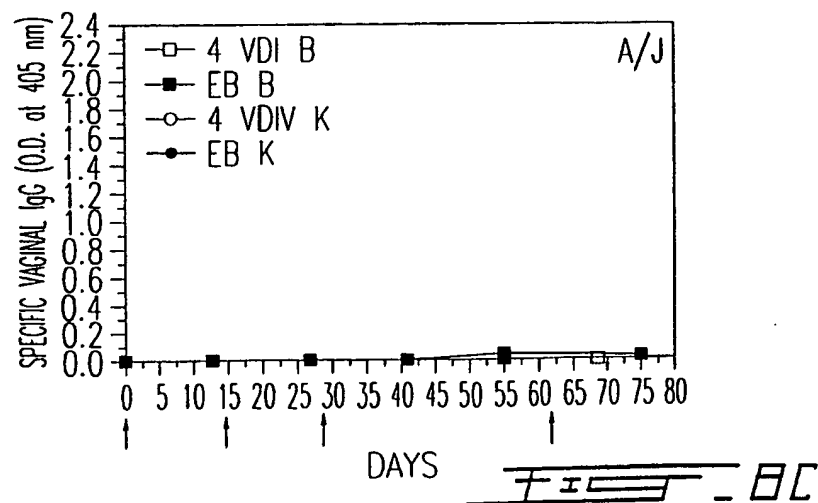 2.4
2.2
2.0
1.8
1.6
1.4
1.2
1.0
0.8
0.6
0.4
0.2
0.0
SPECIFIC VAGINAL IgG (O.D. at 405 nm)
4 VDI B
EB B
4 VDIV K
EB K
A/J
0 5 10 15 20 25 30 35 40 45 50 55 60 65 70 75 80
DAYS
Fig_8C